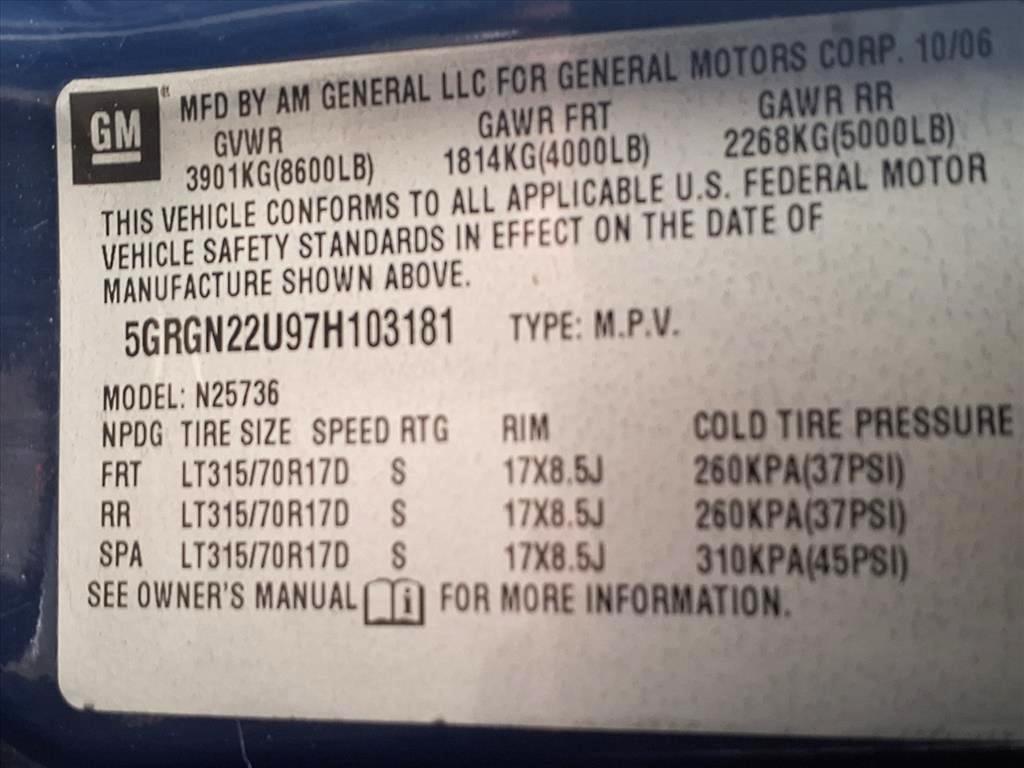 GM
MFD BY AM GENERAL LLC FOR GENERAL MOTORS CORP. 10/06
GVWR GAWR FRT GAWR RR
3901KG(8600LB) 1814KG(4000LB) 2268KG(5000LB)
THIS VEHICLE CONFORMS TO ALL APPLICABLE U.S. FEDERAL MOTOR
VEHICLE SAFETY STANDARDS IN EFFECT ON THE DATE OF
MANUFACTURE SHOWN ABOVE.
5GRGN22U97H103181 TYPE: M.P.V.
MODEL: N25736
NPDG TIRE SIZE SPEED RTG RIM COLD TIRE PRESSURE
FRT LT315/70R17D S 17X8.5J 260KPA(37PSI)
RR LT315/70R17D S 17X8.5J 260KPA(37PSI)
SPA LT315/70R17D S 17X8.5J 310KPA(45PSI)
SEE OWNER'S MANUAL i FOR MORE INFORMATION.